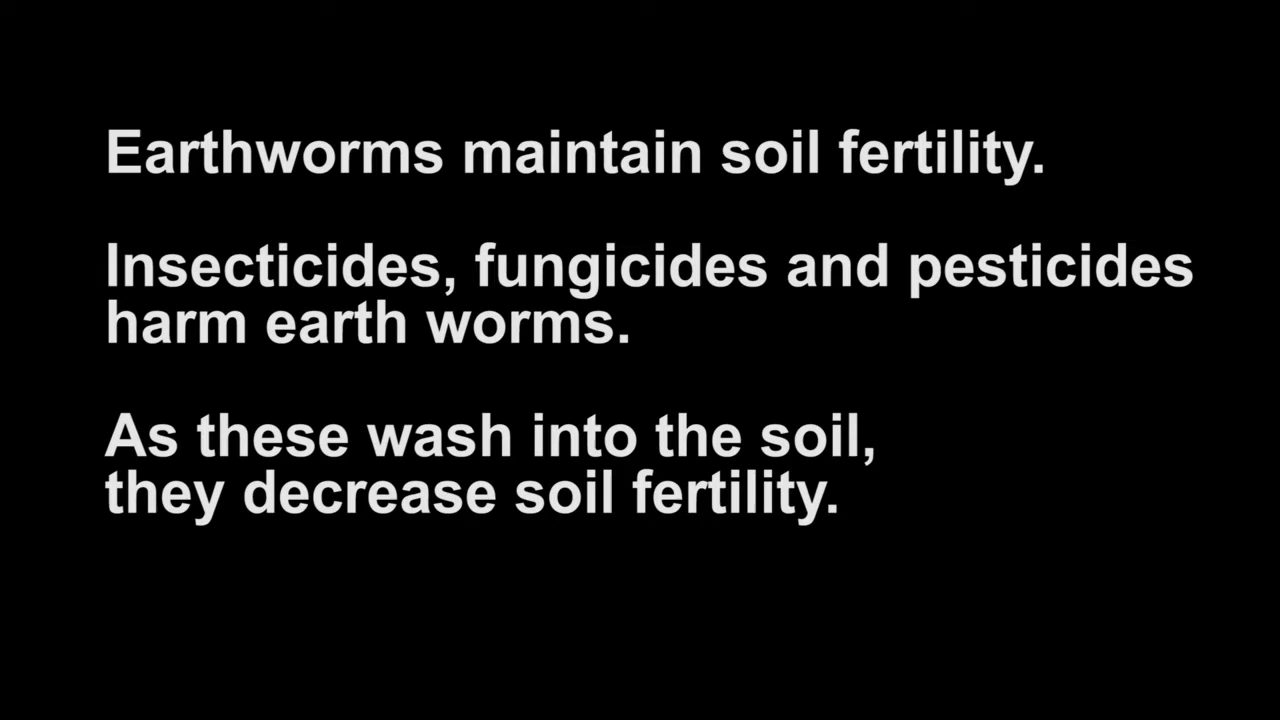 Earthworms maintain soil fertility.
Insecticides, fungicides and pesticides
harm earth worms.
As these wash into the soil,
they decrease soil fertility.